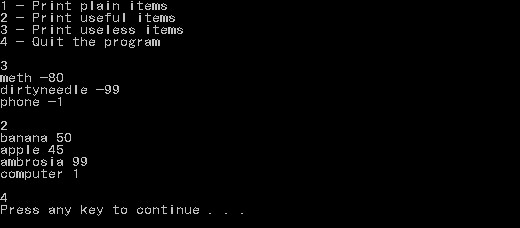 1 - Print plain items
2 - Print useful items
3 - Print useless items
4 - Quit the program
3
meth -80
dirtyneedle -99
phone -1
2
banana 50
apple 45
ambrosia 99
computer 1
4
Press any key to continue . . .